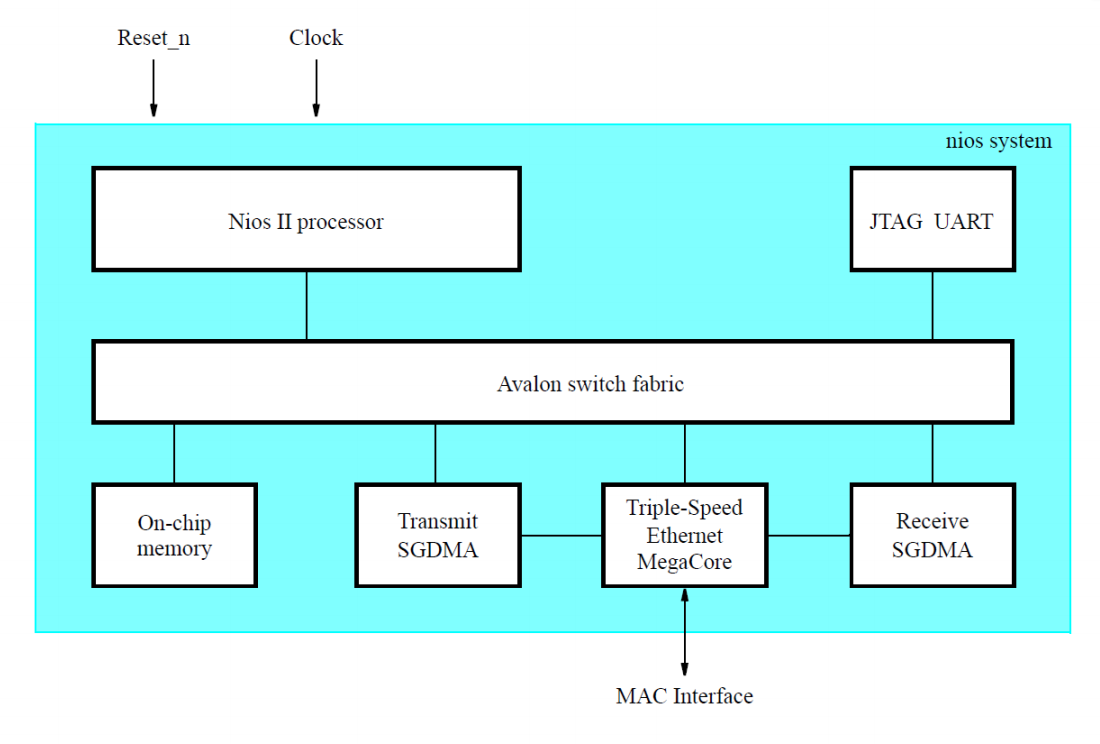 Reset_n
Clock
nios system
Nios II processor
JTAG UART
Avalon switch fabric
On-chip
memory
Transmit
SGDMA
Triple-Speed
Ethernet
MegaCore
Receive
SGDMA
MAC Interface